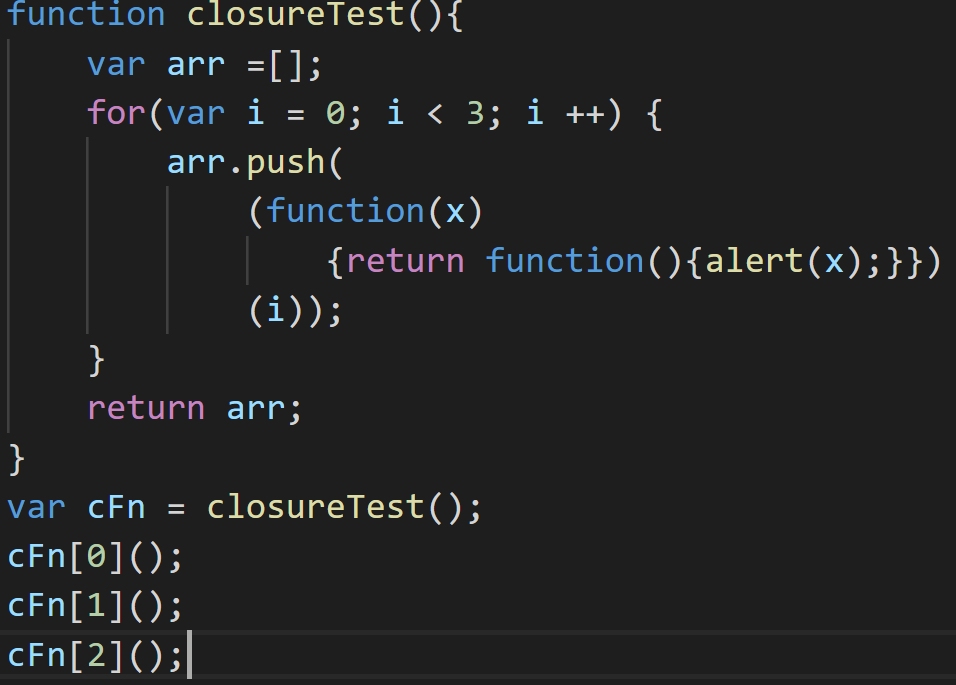 function closureTest(){
var arr =[];
for(var i = 0; i < 3; i ++) {
arr.push(
(function(x)
{return function(){alert(x);}})
(i));
}
return arr;
}
var cFn = closureTest();
cFn[0]();
cFn[1]();
cFn[2]();